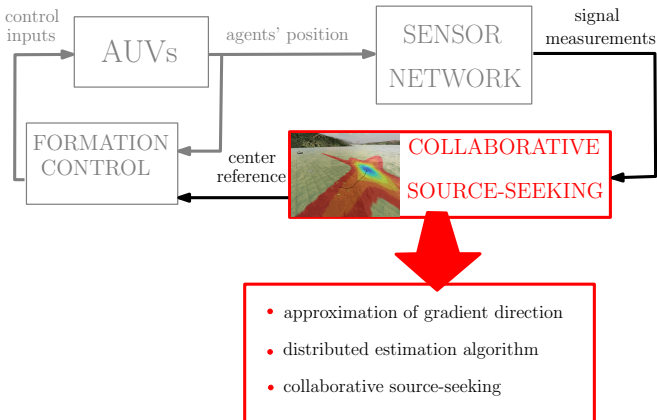 control
inputs
AUVs
agents' position
SENSOR
NETWORK
signal
measurements
FORMATION
CONTROL
center
reference
COLLABORATIVE
SOURCE-SEEKING
• approximation of gradient direction
• distributed estimation algorithm
• collaborative source-seeking